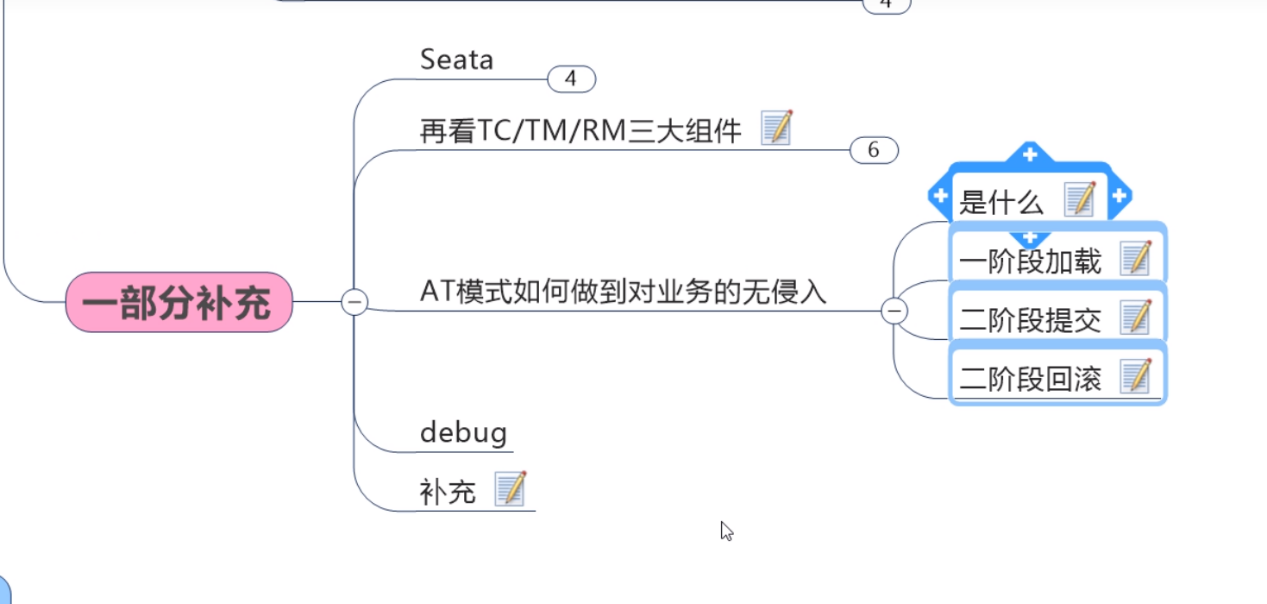 4
Seata
4
再看TC/TM/RM三大组件
6
是什么
一阶段加载
一部分补充
AT模式如何做到对业务的无侵入
二阶段提交
二阶段回滚
debug
补充